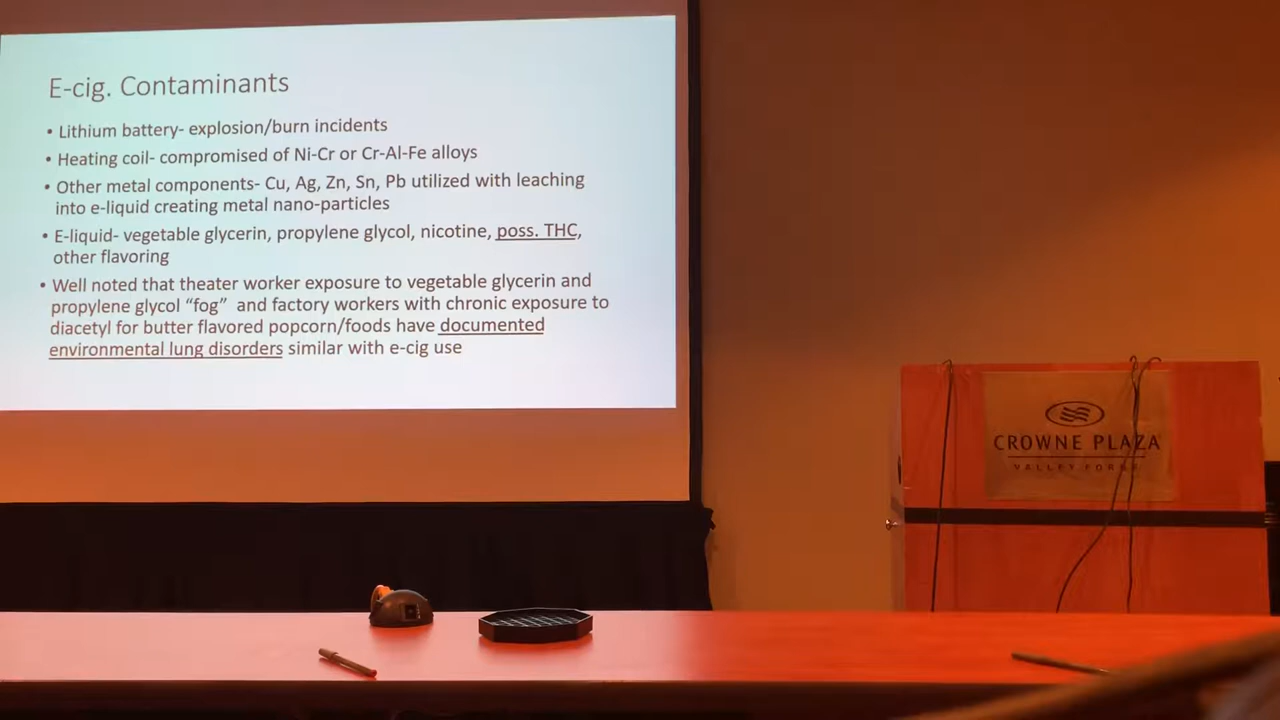 E-cig. Contaminants
• Lithium battery- explosion/burn incidents
• Heating coil- compromised of Ni-Cr or Cr-Al-Fe alloys
• Other metal components- Cu, Ag, Zn, Sn, Pb utilized with leaching
into e-liquid creating metal nano-particles
• E-liquid- vegetable glycerin, propylene glycol, nicotine, poss. THC,
other flavoring
• Well noted that theater worker exposure to vegetable glycerin and
propylene glycol “fog” and factory workers with chronic exposure to
diacetyl for butter flavored popcorn/foods have documented
environmental lung disorders similar with e-cig use
CROWNE PLAZA
VALLEY FORGE